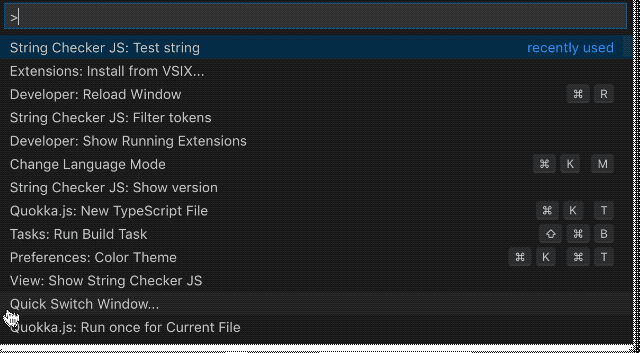 >
String Checker JS: Test string recently used
Extensions: Install from VSIX...
Developer: Reload Window ⌘ R
String Checker JS: Filter tokens
Developer: Show Running Extensions
Change Language Mode ⌘ K M
String Checker JS: Show version
Quokka.js: New TypeScript File ⌘ K T
Tasks: Run Build Task ⇧ ⌘ B
Preferences: Color Theme ⌘ K ⌘ T
View: Show String Checker JS
Quick Switch Window...
Quokka.js: Run once for Current File